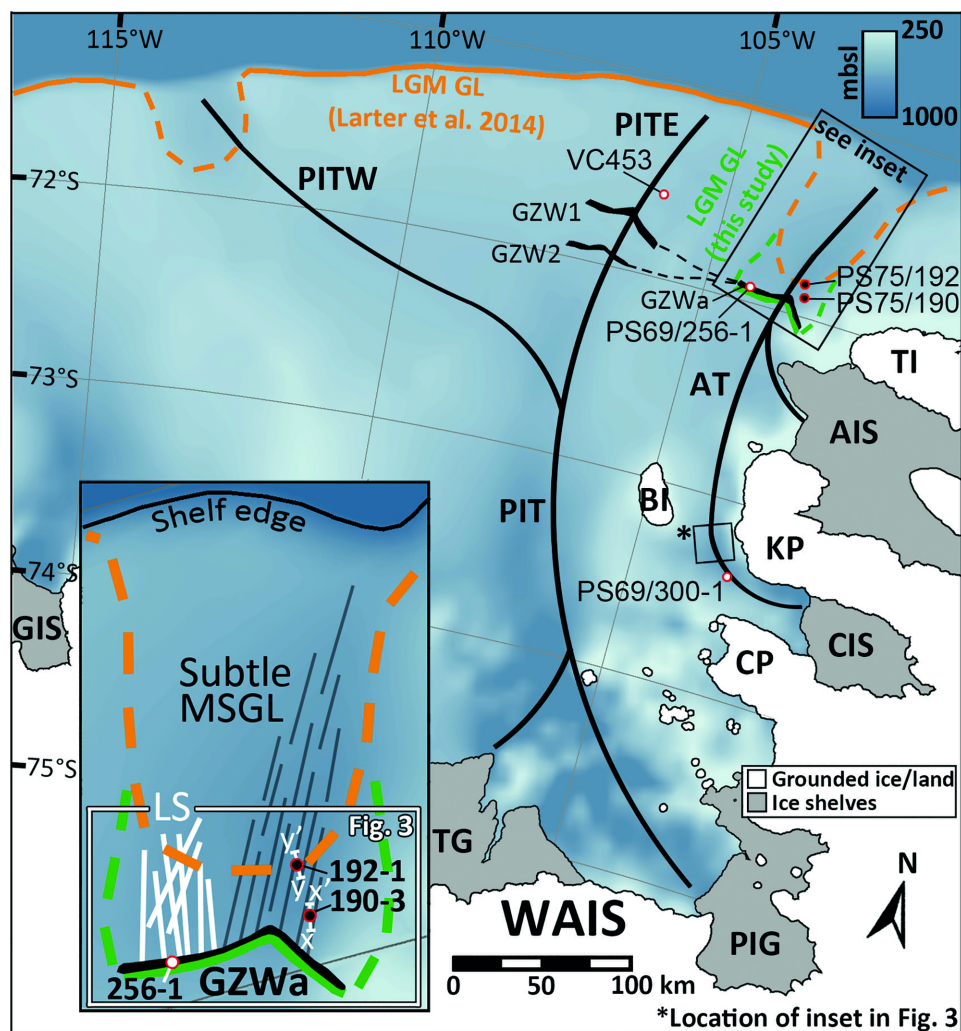 115°W
110°W
105°W
250
mbsl
1000
LGM GL
(Larter et al. 2014)
PITE
see inset
VC453
PITW
-72°S
LGM GL
(this study)
GZW1
GZW2
PS75/192
PS75/190
GZWa
PS69/256-1
TI
-73°S
AT
AIS
BI
PIT
*
KP
Shelf edge
-74°S
PS69/300-1
GIS
CP
CIS
Subtle
MSGL
-75°S
Grounded ice/land
Ice shelves
LS
Fig. 3
TG
y'
192-1
y
x'
190-3
x
N
WAIS
PIG
GZWa
256-1
0 50 100 km
*Location of inset in Fig. 3